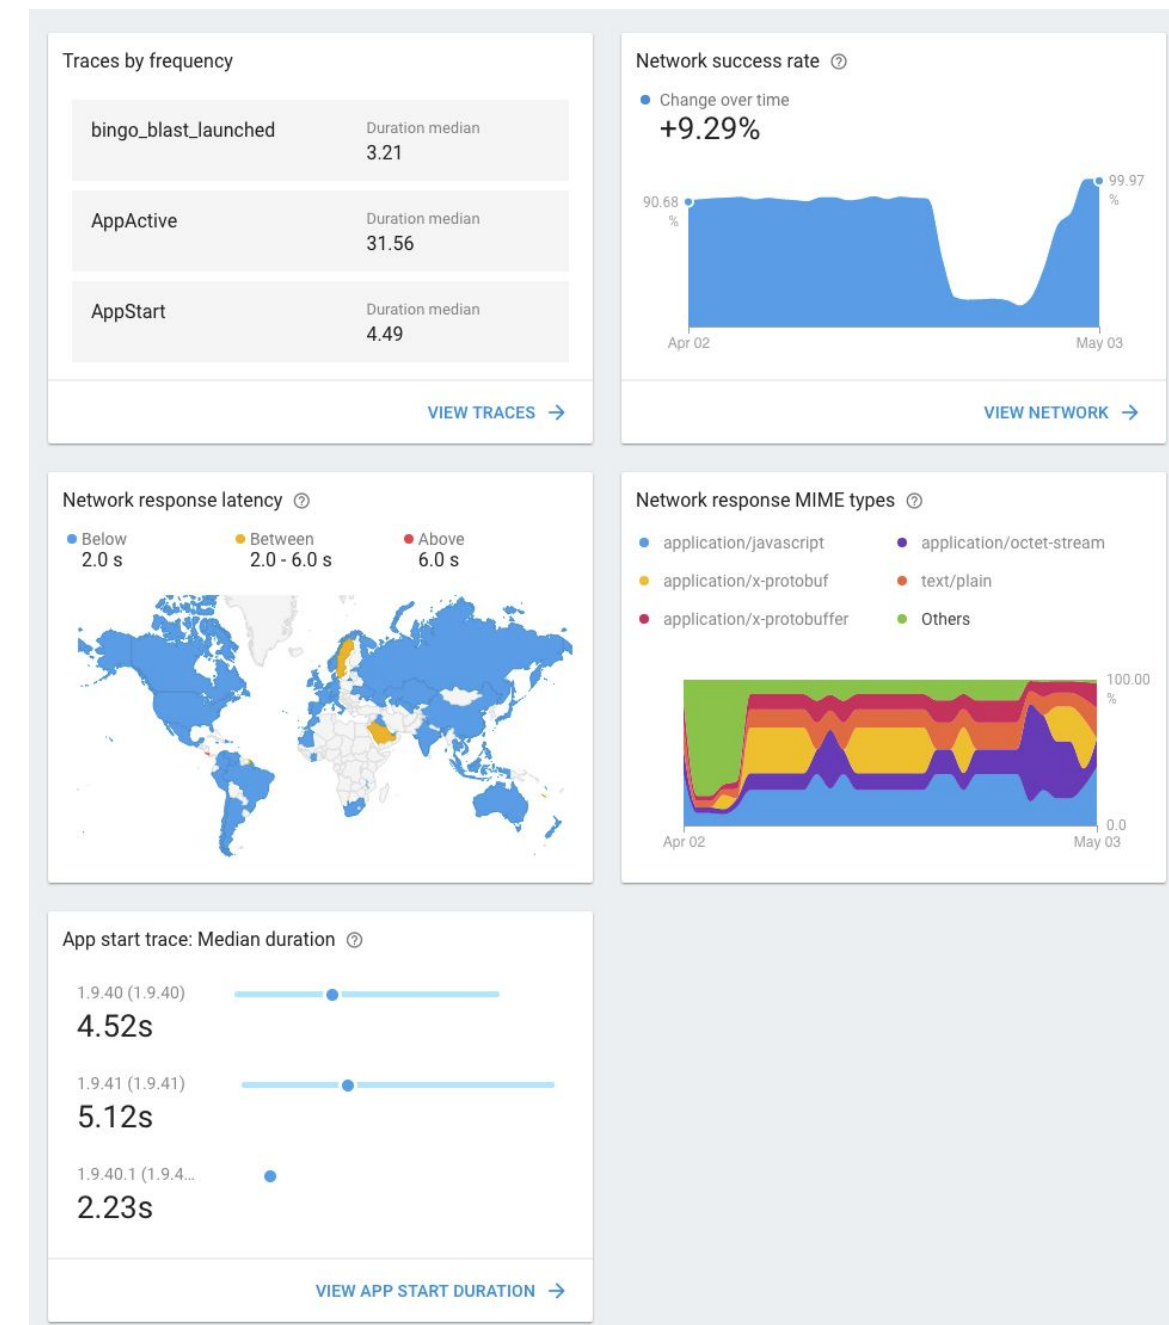 Traces by frequency
bingo_blast_launched
Duration median
3.21
AppActive
Duration median
31.56
AppStart
Duration median
4.49
VIEW TRACES
Network success rate
Change over time
+9.29%
90.68
%
99.97
%
Apr 02
May 03
VIEW NETWORK
Network response latency
Below
2.0 s
Between
2.0 - 6.0 s
Above
6.0 s
Network response MIME types
application/javascript
application/octet-stream
application/x-protobuf
text/plain
application/x-protobuffer
Others
100.00
%
0.0
Apr 02
May 03
App start trace: Median duration
1.9.40 (1.9.40)
4.52s
1.9.41 (1.9.41)
5.12s
1.9.40.1 (1.9.4...
2.23s
VIEW APP START DURATION